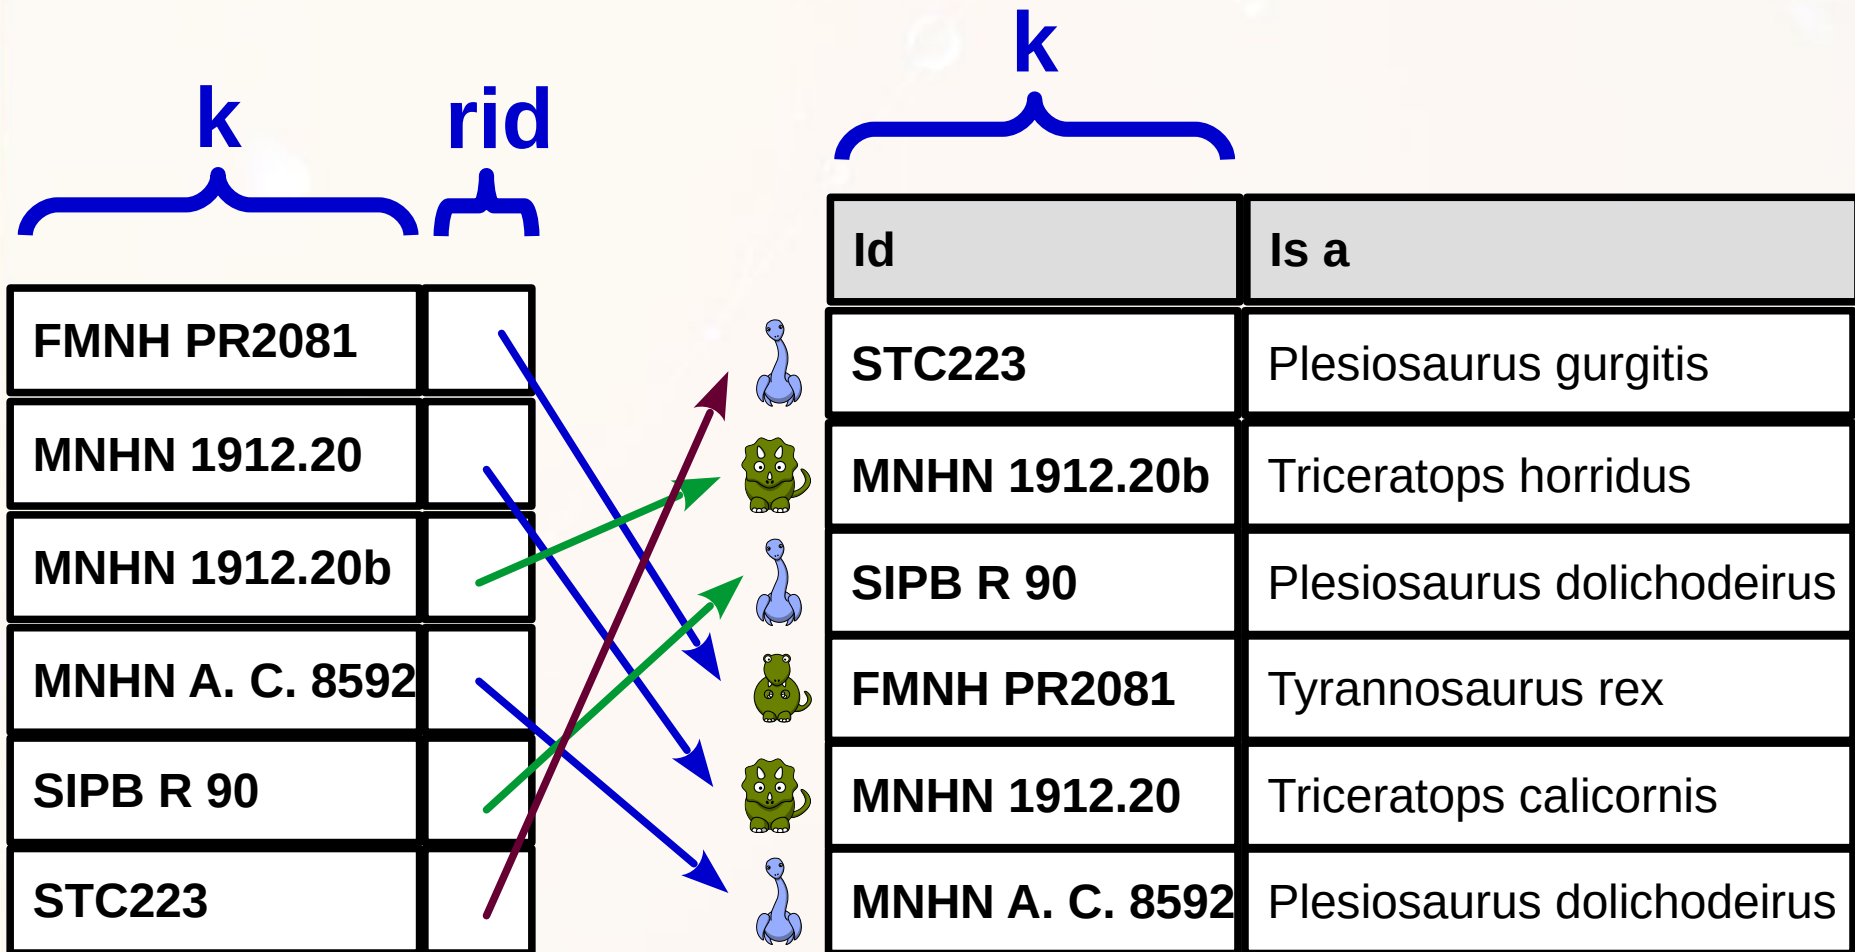 k
k rid
Id Is a
FMNH PR2081
STC223 Plesiosaurus gurgitis
MNHN 1912.20
MNHN 1912.20b Triceratops horridus
MNHN 1912.20b
SIPB R 90 Plesiosaurus dolichodeirus
MNHN A. C. 8592
FMNH PR2081 Tyrannosaurus rex
SIPB R 90
MNHN 1912.20 Triceratops calicornis
STC223
MNHN A. C. 8592 Plesiosaurus dolichodeirus